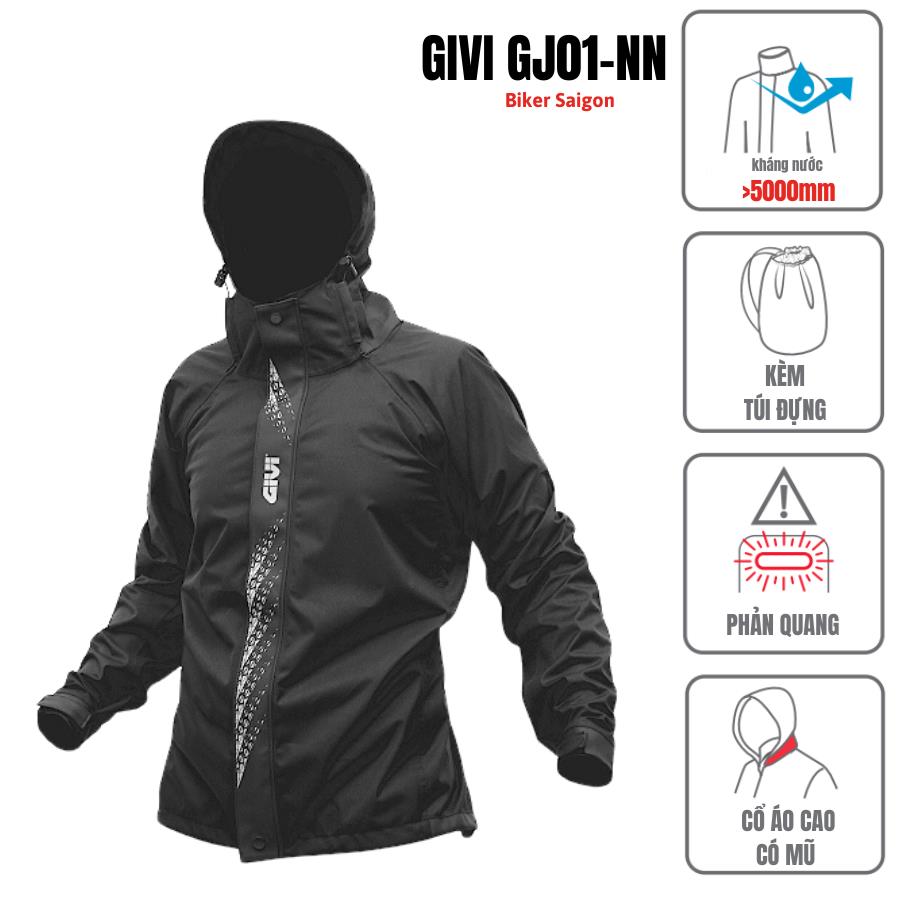 GIVI GJ01-NN
Biker Saigon
kháng nước
>5000mm
KÈM
TÚI ĐỰNG
PHẢN QUANG
CỔ ÁO CAO
CÓ MŨ
GIVI